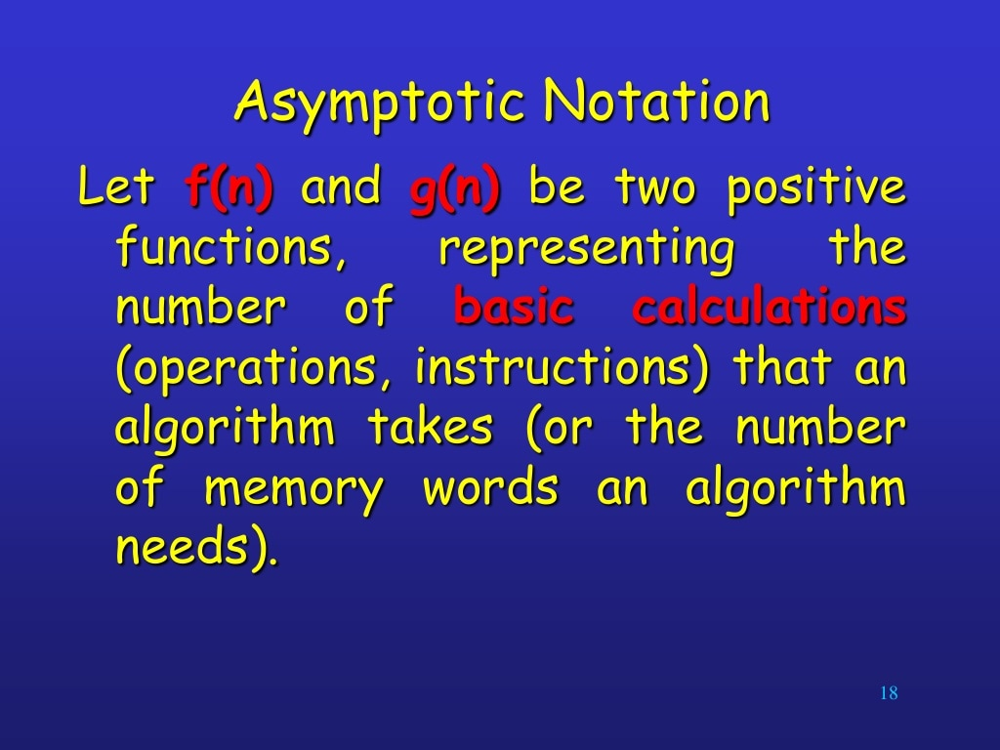 Asymptotic Notation
Let f(n) and g(n) be two positive
functions, representing the
number of basic calculations
(operations, instructions) that an
algorithm takes (or the number
of memory words an algorithm
needs).
18